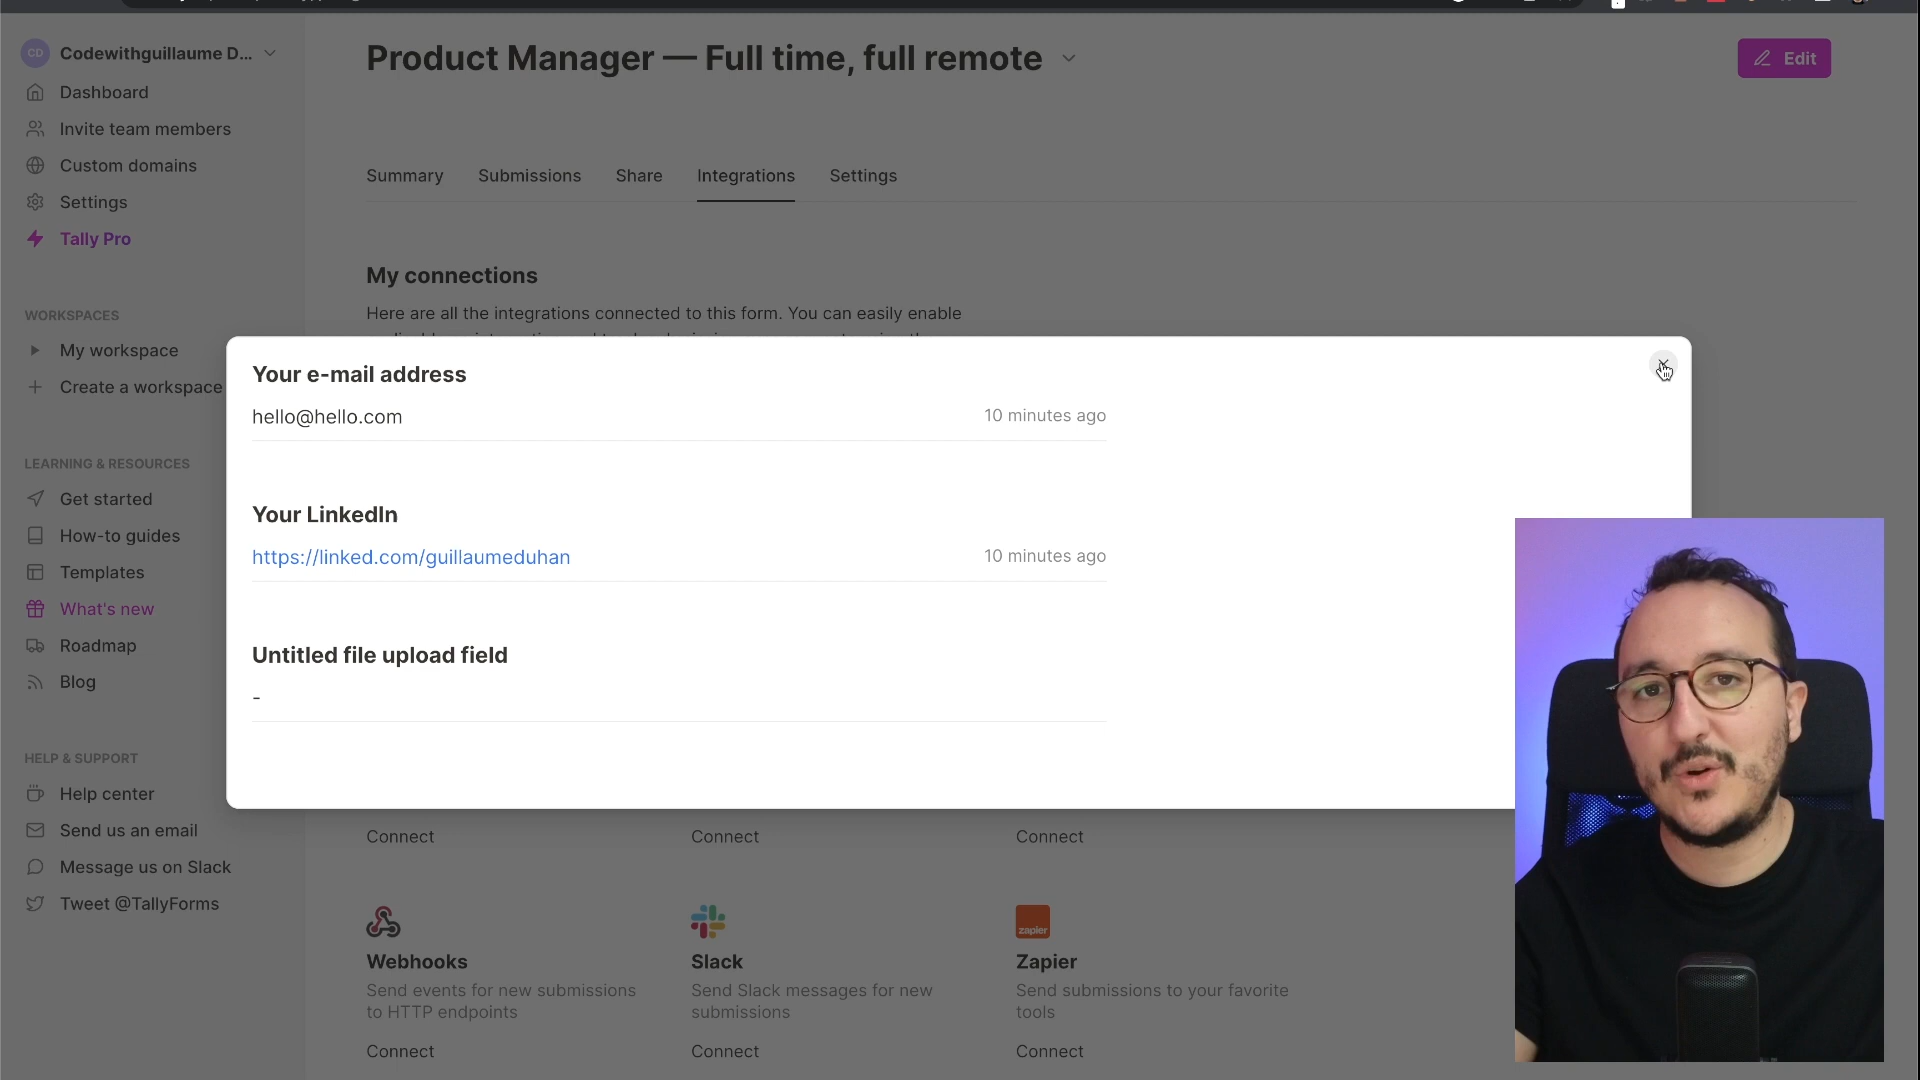 CD
Codewithguillaume D...
Dashboard
Invite team members
Custom domains
Settings
Tally Pro
WORKSPACES
My workspace
Create a workspace
LEARNING & RESOURCES
Get started
How-to guides
Templates
What's new
Roadmap
Blog
HELP & SUPPORT
Help center
Send us an email
Message us on Slack
Tweet @TallyForms
Product Manager — Full time, full remote
Edit
Summary
Submissions
Share
Integrations
Settings
My connections
Here are all the integrations connected to this form. You can easily enable
Your e-mail address
hello@hello.com
10 minutes ago
Your LinkedIn
https://linked.com/guillaumeduhan
10 minutes ago
Untitled file upload field
-
Connect
Connect
Connect
zapier
Webhooks
Slack
Zapier
Send events for new submissions
to HTTP endpoints
Send Slack messages for new
submissions
Send submissions to your favorite
tools
Connect
Connect
Connect